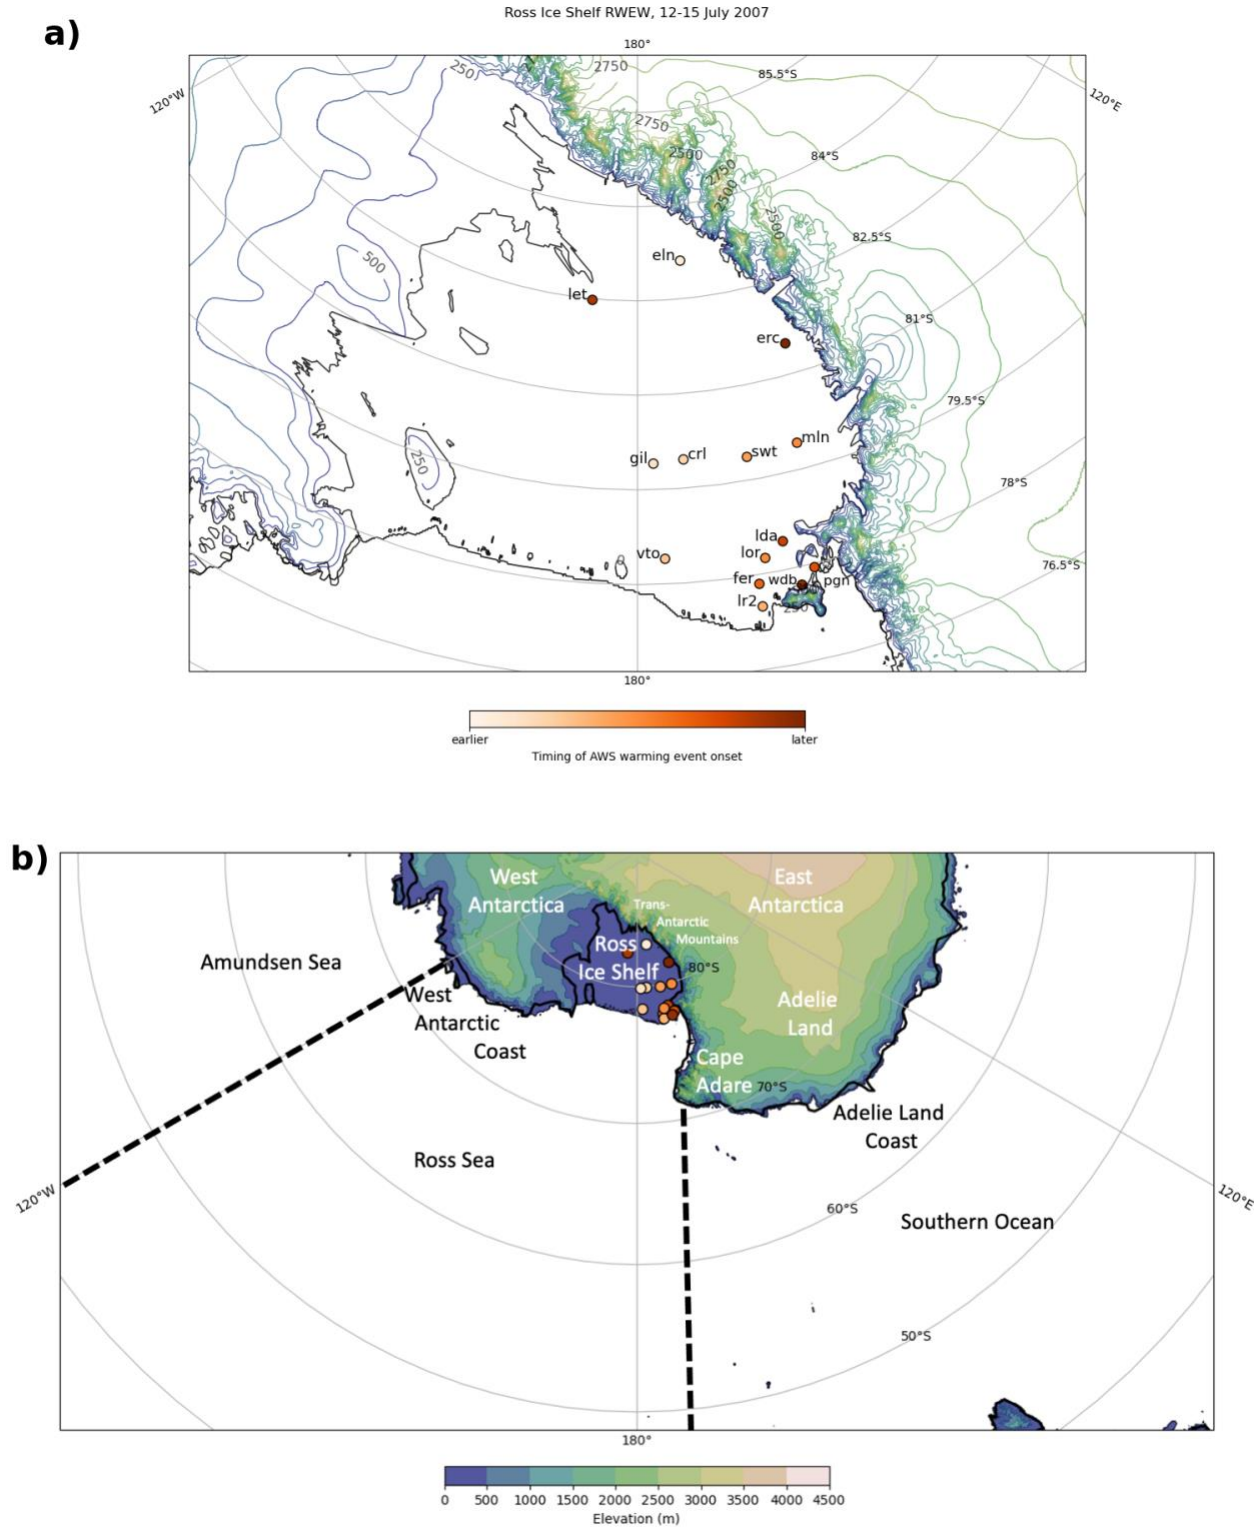 Ross Ice Shelf RWEW, 12-15 July 2007
a)
180°
120°W
250
2750
85.5°S
120°E
2750
2500
84°S
2750
2500
2500
82.5°S
500
eln
let
81°S
erc
79.5°S
250
gil
crl
swt
mln
78°S
lda
vto
lor
76.5°S
fer
wdb
pgn
lr2
250
180°
earlier
later
Timing of AWS warming event onset
b)
West
Antarctica
East
Antarctica
Trans-
Antarctic
Mountains
Ross
Ice Shelf
80°S
Amundsen Sea
West
Antarctic
Coast
Adelie
Land
Cape
Adare
70°S
Adelie Land
Coast
Ross Sea
120°W
120°E
60°S
Southern Ocean
50°S
180°
0 500 1000 1500 2000 2500 3000 3500 4000 4500
Elevation (m)